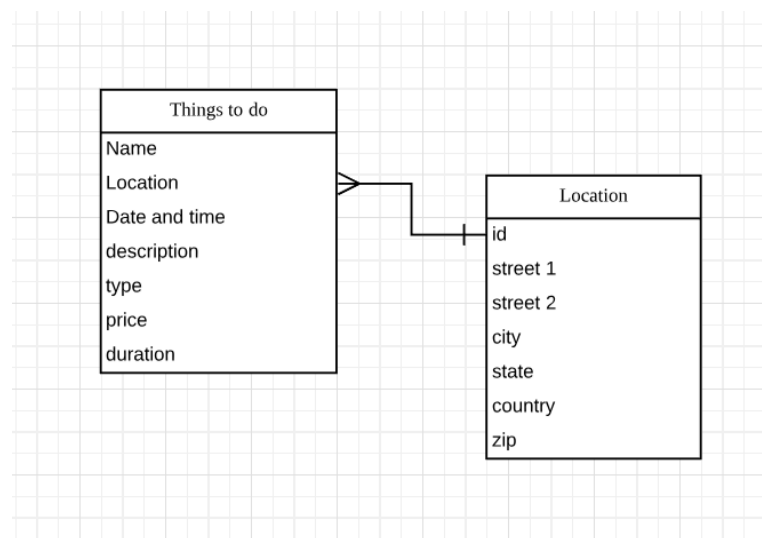 Things to do
Name
Location
Date and time
description
type
price
duration
Location
id
street 1
street 2
city
state
country
zip